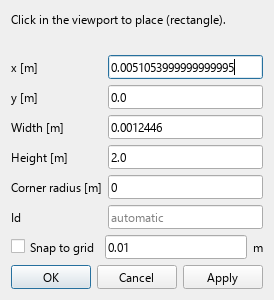 Click in the viewport to place (rectangle).
x [m] 0.0051053999999999995
y [m] 0.0
Width [m] 0.0012446
Height [m] 2.0
Corner radius [m] 0
Id automatic
Snap to grid 0.01 m
OK Cancel Apply